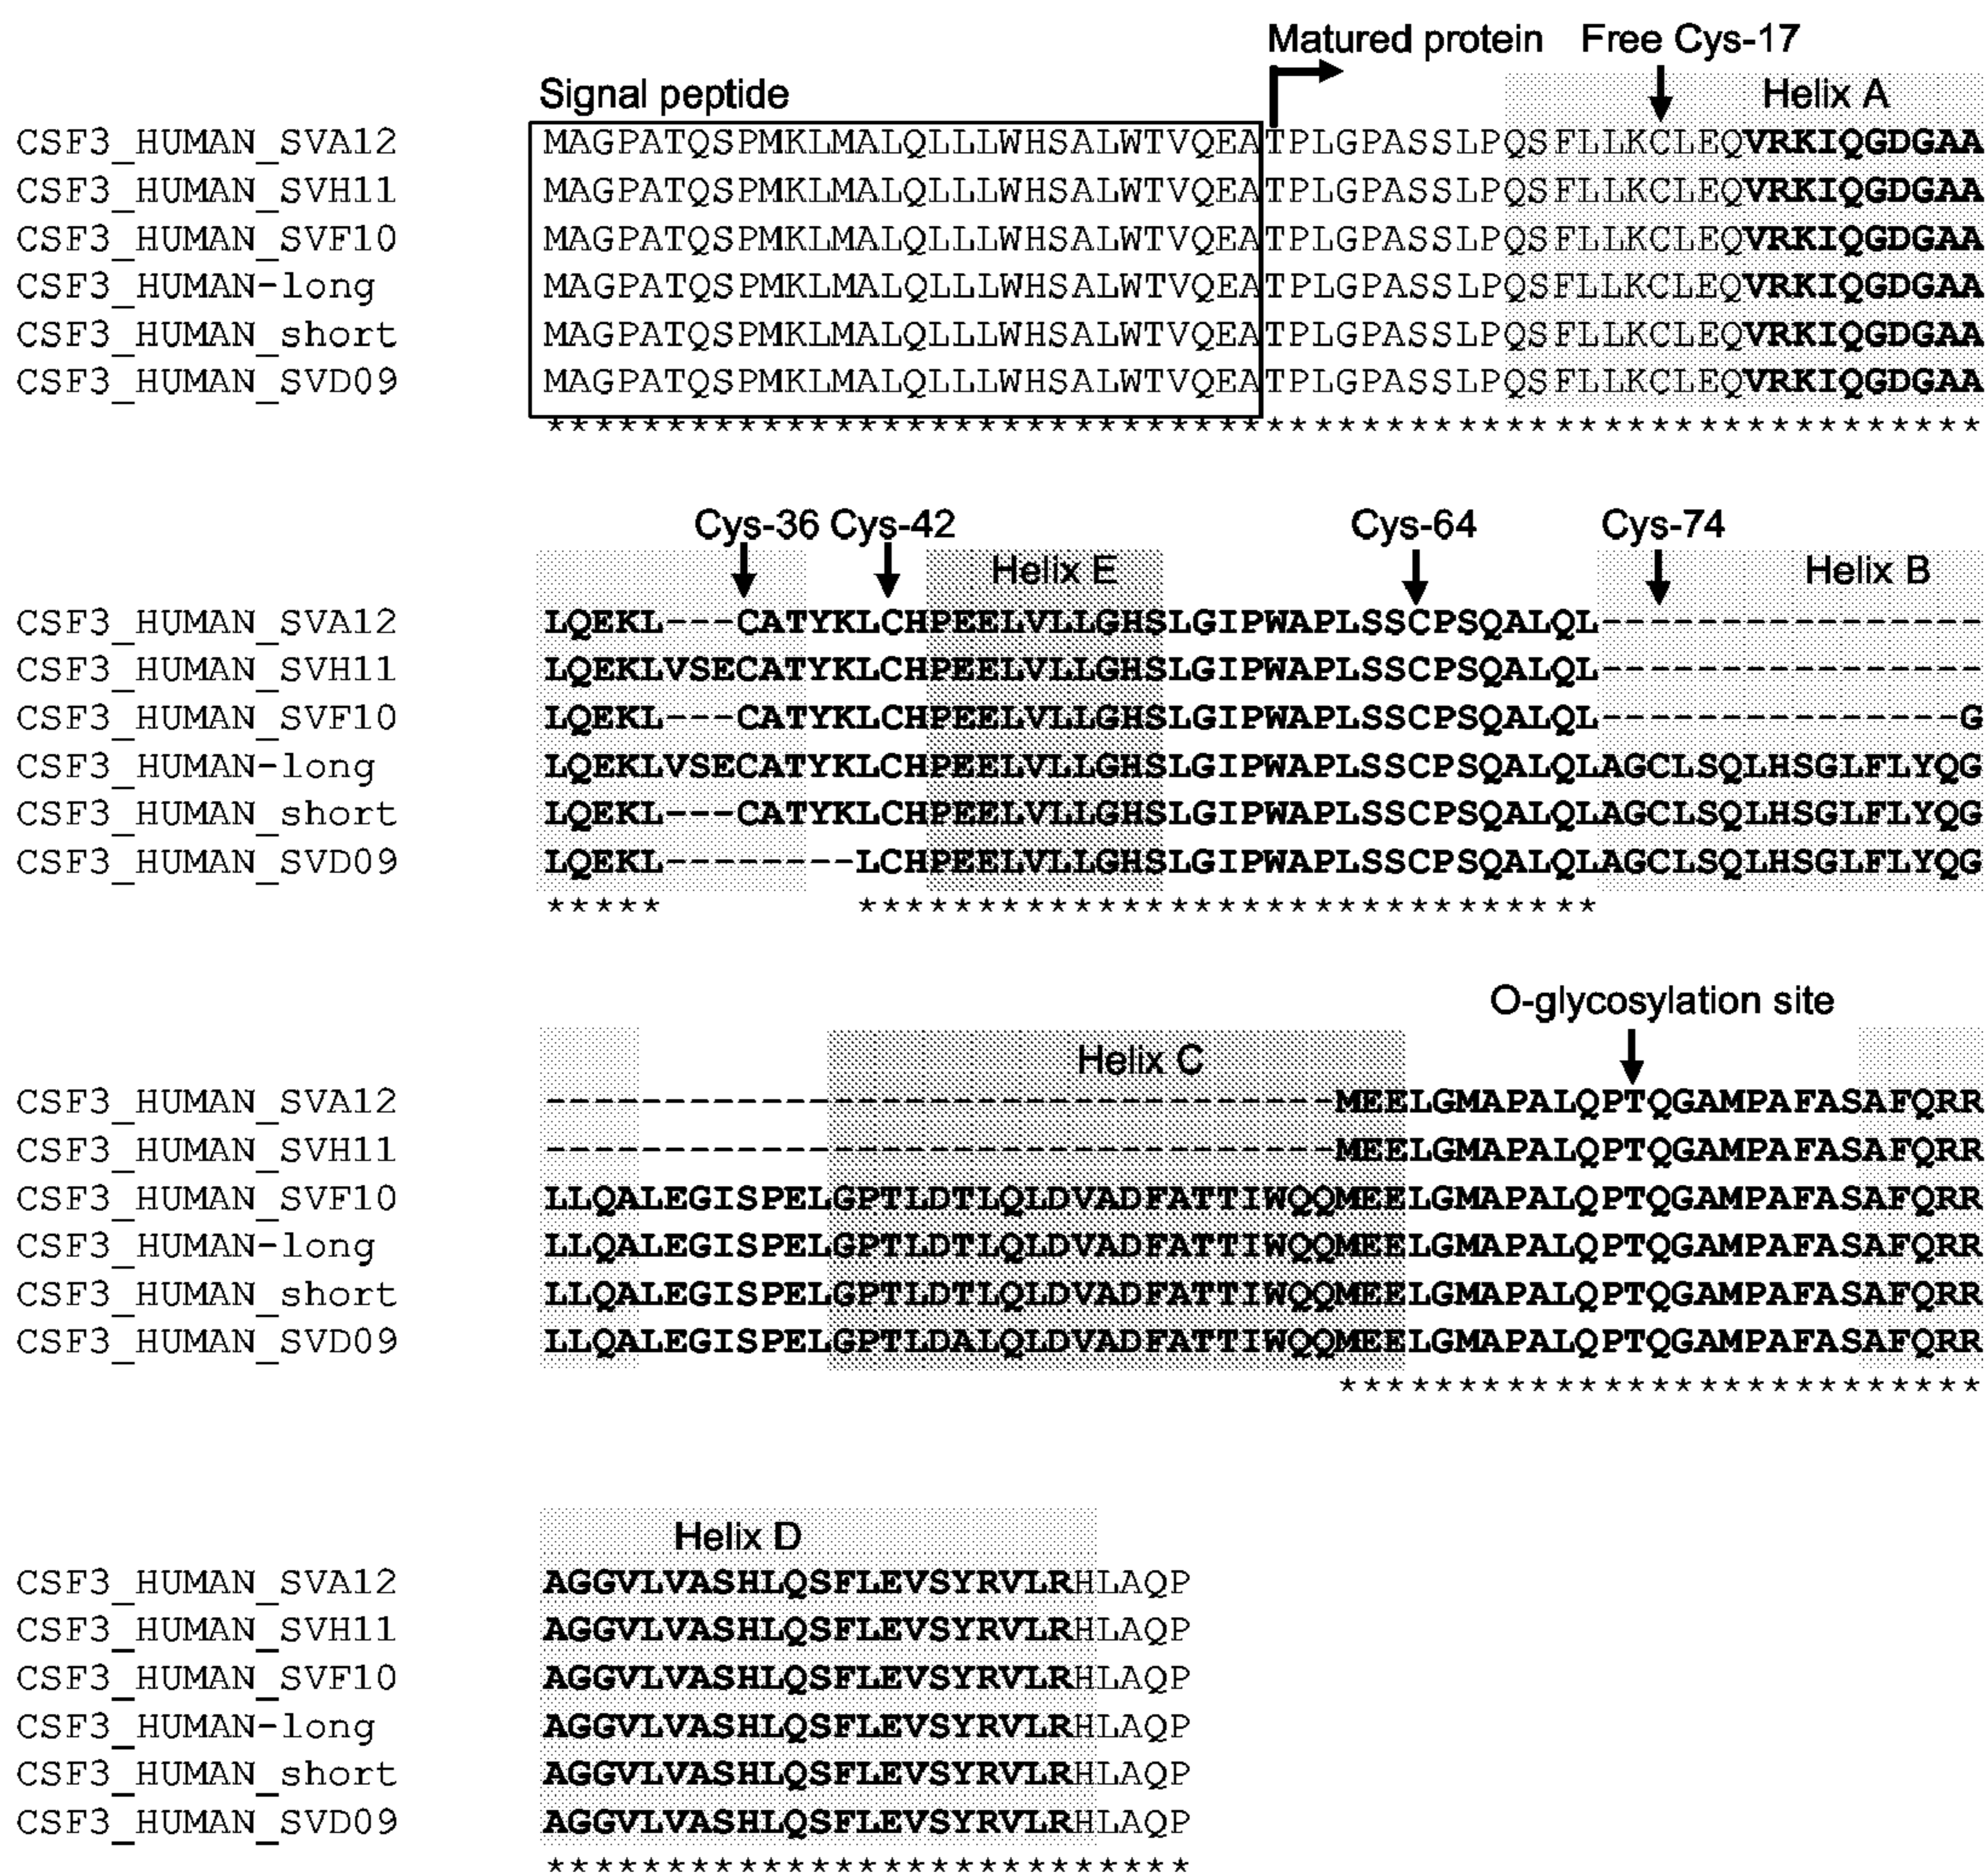 Matured protein Free Cys-17
Signal peptide Helix A
CSF3_HUMAN_SVA12 MAGPATQSPMKLMALQLLLWHSALWTVQEATPLGPASSLPQSFLLKCLEQVRKIQGDGAA
CSF3_HUMAN_SVH11 MAGPATQSPMKLMALQLLLWHSALWTVQEATPLGPASSLPQSFLLKCLEQVRKIQGDGAA
CSF3_HUMAN_SVF10 MAGPATQSPMKLMALQLLLWHSALWTVQEATPLGPASSLPQSFLLKCLEQVRKIQGDGAA
CSF3_HUMAN-long MAGPATQSPMKLMALQLLLWHSALWTVQEATPLGPASSLPQSFLLKCLEQVRKIQGDGAA
CSF3_HUMAN_short MAGPATQSPMKLMALQLLLWHSALWTVQEATPLGPASSLPQSFLLKCLEQVRKIQGDGAA
CSF3_HUMAN_SVD09 MAGPATQSPMKLMALQLLLWHSALWTVQEATPLGPASSLPQSFLLKCLEQVRKIQGDGAA
************************************************************
Cys-36 Cys-42 Cys-64 Cys-74
Helix E Helix B
CSF3_HUMAN_SVA12 LQEKL---CATYKLCHPEELVLLGHSLGIPWAPLSSCPSQALQL----------------
CSF3_HUMAN_SVH11 LQEKLVSECATYKLCHPEELVLLGHSLGIPWAPLSSCPSQALQL----------------
CSF3_HUMAN_SVF10 LQEKL---CATYKLCHPEELVLLGHSLGIPWAPLSSCPSQALQL---------------G
CSF3_HUMAN-long LQEKLVSECATYKLCHPEELVLLGHSLGIPWAPLSSCPSQALQLAGCLSQLHSGLFLYQG
CSF3_HUMAN_short LQEKL---CATYKLCHPEELVLLGHSLGIPWAPLSSCPSQALQLAGCLSQLHSGLFLYQG
CSF3_HUMAN_SVD09 LQEKL--------LCHPEELVLLGHSLGIPWAPLSSCPSQALQLAGCLSQLHSGLFLYQG
***** *******************************
O-glycosylation site
Helix C
CSF3_HUMAN_SVA12 ---------------------------------MEELGMAPALQPTQGAMPAFASAFQRR
CSF3_HUMAN_SVH11 ---------------------------------MEELGMAPALQPTQGAMPAFASAFQRR
CSF3_HUMAN_SVF10 LLQALEGISPELGPTLDTLQLDVADFATTIWQQMEELGMAPALQPTQGAMPAFASAFQRR
CSF3_HUMAN-long LLQALEGISPELGPTLDTLQLDVADFATTIWQQMEELGMAPALQPTQGAMPAFASAFQRR
CSF3_HUMAN_short LLQALEGISPELGPTLDTLQLDVADFATTIWQQMEELGMAPALQPTQGAMPAFASAFQRR
CSF3_HUMAN_SVD09 LLQALEGISPELGPTLDALQLDVADFATTIWQQMEELGMAPALQPTQGAMPAFASAFQRR
***************************
Helix D
CSF3_HUMAN_SVA12 AGGVLVASHLQSFLEVSYRVLRHLAQP
CSF3_HUMAN_SVH11 AGGVLVASHLQSFLEVSYRVLRHLAQP
CSF3_HUMAN_SVF10 AGGVLVASHLQSFLEVSYRVLRHLAQP
CSF3_HUMAN-long AGGVLVASHLQSFLEVSYRVLRHLAQP
CSF3_HUMAN_short AGGVLVASHLQSFLEVSYRVLRHLAQP
CSF3_HUMAN_SVD09 AGGVLVASHLQSFLEVSYRVLRHLAQP
***************************